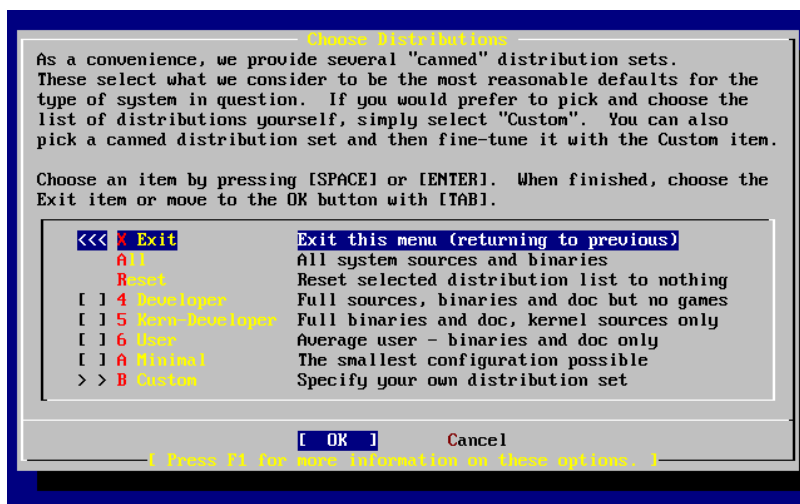 Choose Distributions
As a convenience, we provide several "canned" distribution sets.
These select what we consider to be the most reasonable defaults for the
type of system in question.  If you would prefer to pick and choose the
list of distributions yourself, simply select "Custom".  You can also
pick a canned distribution set and then fine-tune it with the Custom item.
Choose an item by pressing [SPACE] or [ENTER].  When finished, choose the
Exit item or move to the OK button with [TAB].
<<< X Exit Exit this menu (returning to previous)
All All system sources and binaries
Reset Reset selected distribution list to nothing
[ ] 4 Developer Full sources, binaries and doc but no games
[ ] 5 Kern-Developer Full binaries and doc, kernel sources only
[ ] 6 User Average user - binaries and doc only
[ ] A Minimal The smallest configuration possible
> > B Custom Specify your own distribution set
[ OK ] Cancel
[ Press F1 for more information on these options. ]